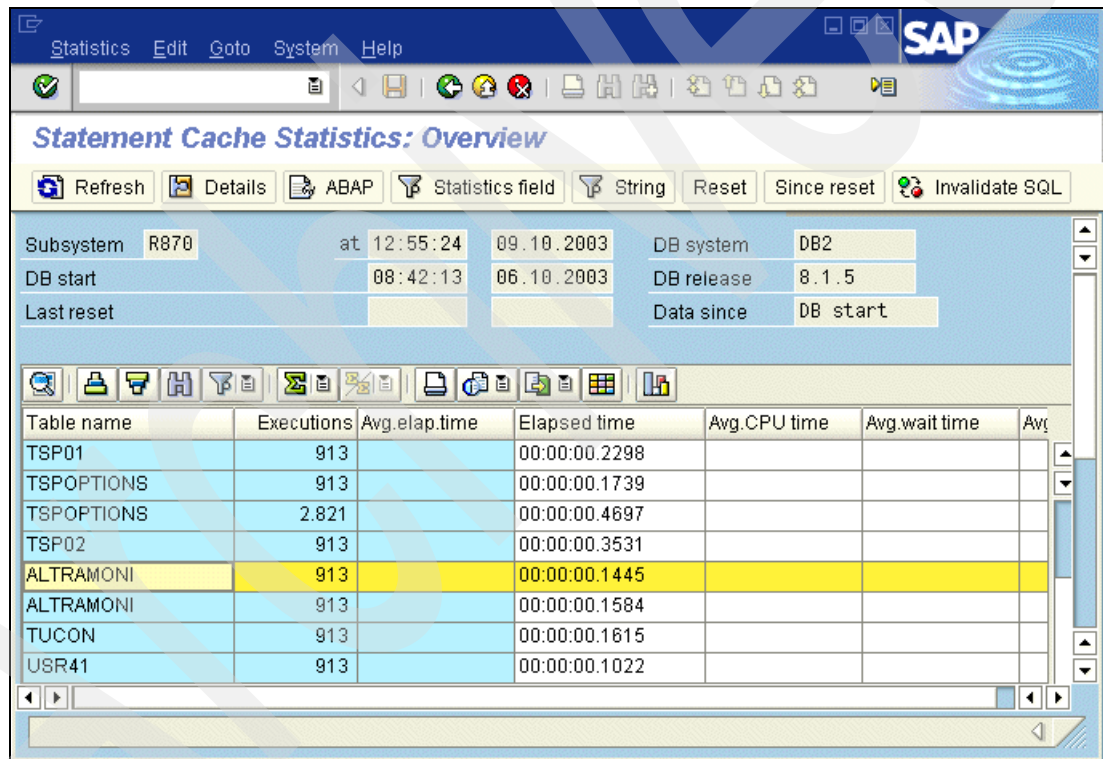 Statistics Edit Goto System Help
SAP
Statement Cache Statistics: Overview
Refresh Details ABAP Statistics field String Reset Since reset Invalidate SQL
Subsystem R870 at 12:55:24 09.10.2003 DB system DB2
DB start 08:42:13 06.10.2003 DB release 8.1.5
Last reset Data since DB start
Table name Executions Avg.elap.time Elapsed time Avg.CPU time Avg.wait time Avg
TSP01 913 00:00:00.2298
TSPOPTIONS 913 00:00:00.1739
TSPOPTIONS 2.821 00:00:00.4697
TSP02 913 00:00:00.3531
ALTRAMONI 913 00:00:00.1445
ALTRAMONI 913 00:00:00.1584
TUCON 913 00:00:00.1615
USR41 913 00:00:00.1022